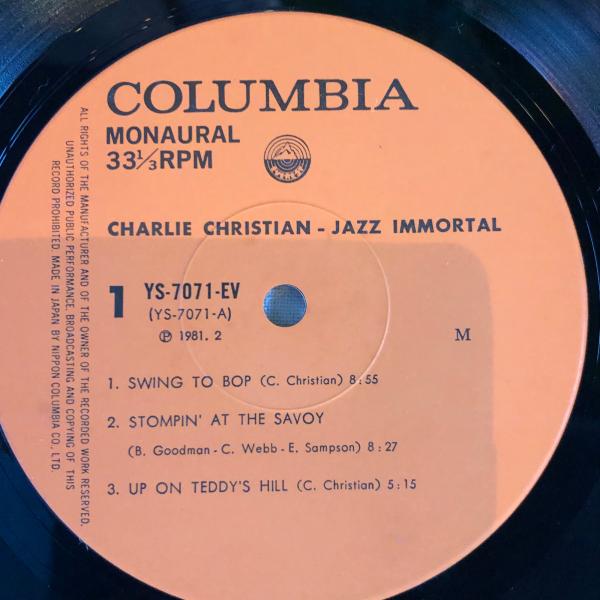 COLUMBIA
MONAURAL
33⅓RPM
EVEREST
CHARLIE CHRISTIAN - JAZZ IMMORTAL
1
YS-7071-EV
(YS-7071-A)
Ⓟ 1981. 2
M
1. SWING TO BOP (C. Christian) 8:55
2. STOMPIN' AT THE SAVOY
(B. Goodman - C. Webb - E. Sampson) 8:27
3. UP ON TEDDY'S HILL (C. Christian) 5:15
ALL RIGHTS OF THE MANUFACTURER AND OF THE OWNER OF THE RECORDED WORK RESERVED.
UNAUTHORIZED PUBLIC PERFORMANCE, BROADCASTING AND COPYING OF THIS
RECORD PROHIBITED. MADE IN JAPAN BY NIPPON COLUMBIA CO., LTD.